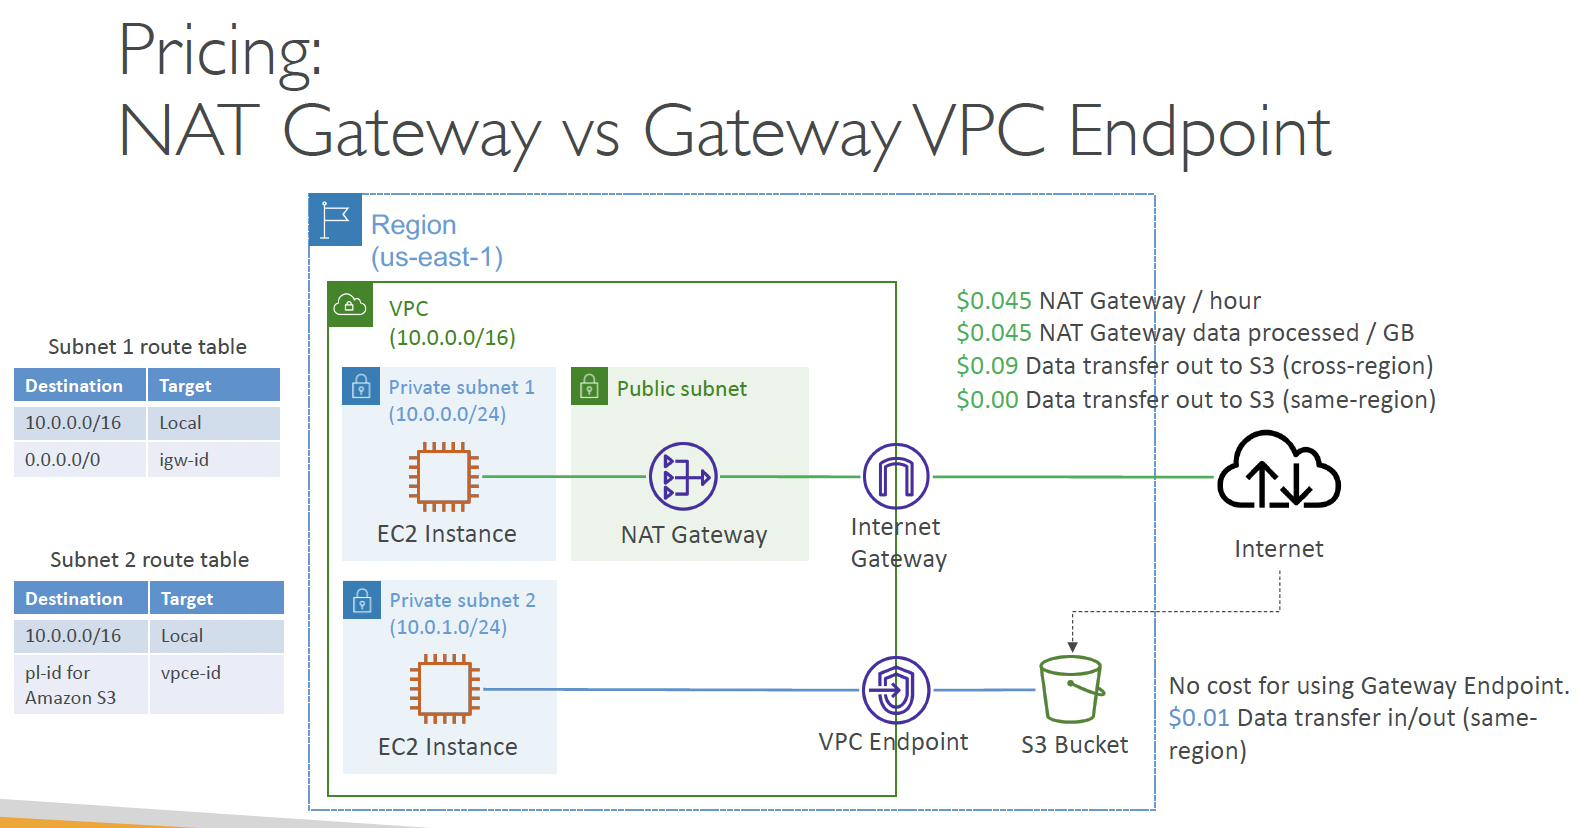 Pricing:
NAT Gateway vs Gateway VPC Endpoint
Region
(us-east-1)
VPC
(10.0.0.0/16)
$0.045 NAT Gateway / hour
$0.045 NAT Gateway data processed / GB
$0.09 Data transfer out to S3 (cross-region)
$0.00 Data transfer out to S3 (same-region)
Subnet 1 route table
Destination Target
10.0.0.0/16 Local
0.0.0.0/0 igw-id
Private subnet 1
(10.0.0.0/24)
EC2 Instance
Public subnet
NAT Gateway
Internet
Gateway
Internet
Subnet 2 route table
Destination Target
10.0.0.0/16 Local
pl-id for
Amazon S3
vpce-id
Private subnet 2
(10.0.1.0/24)
EC2 Instance
VPC Endpoint
S3 Bucket
No cost for using Gateway Endpoint.
$0.01 Data transfer in/out (same-
region)